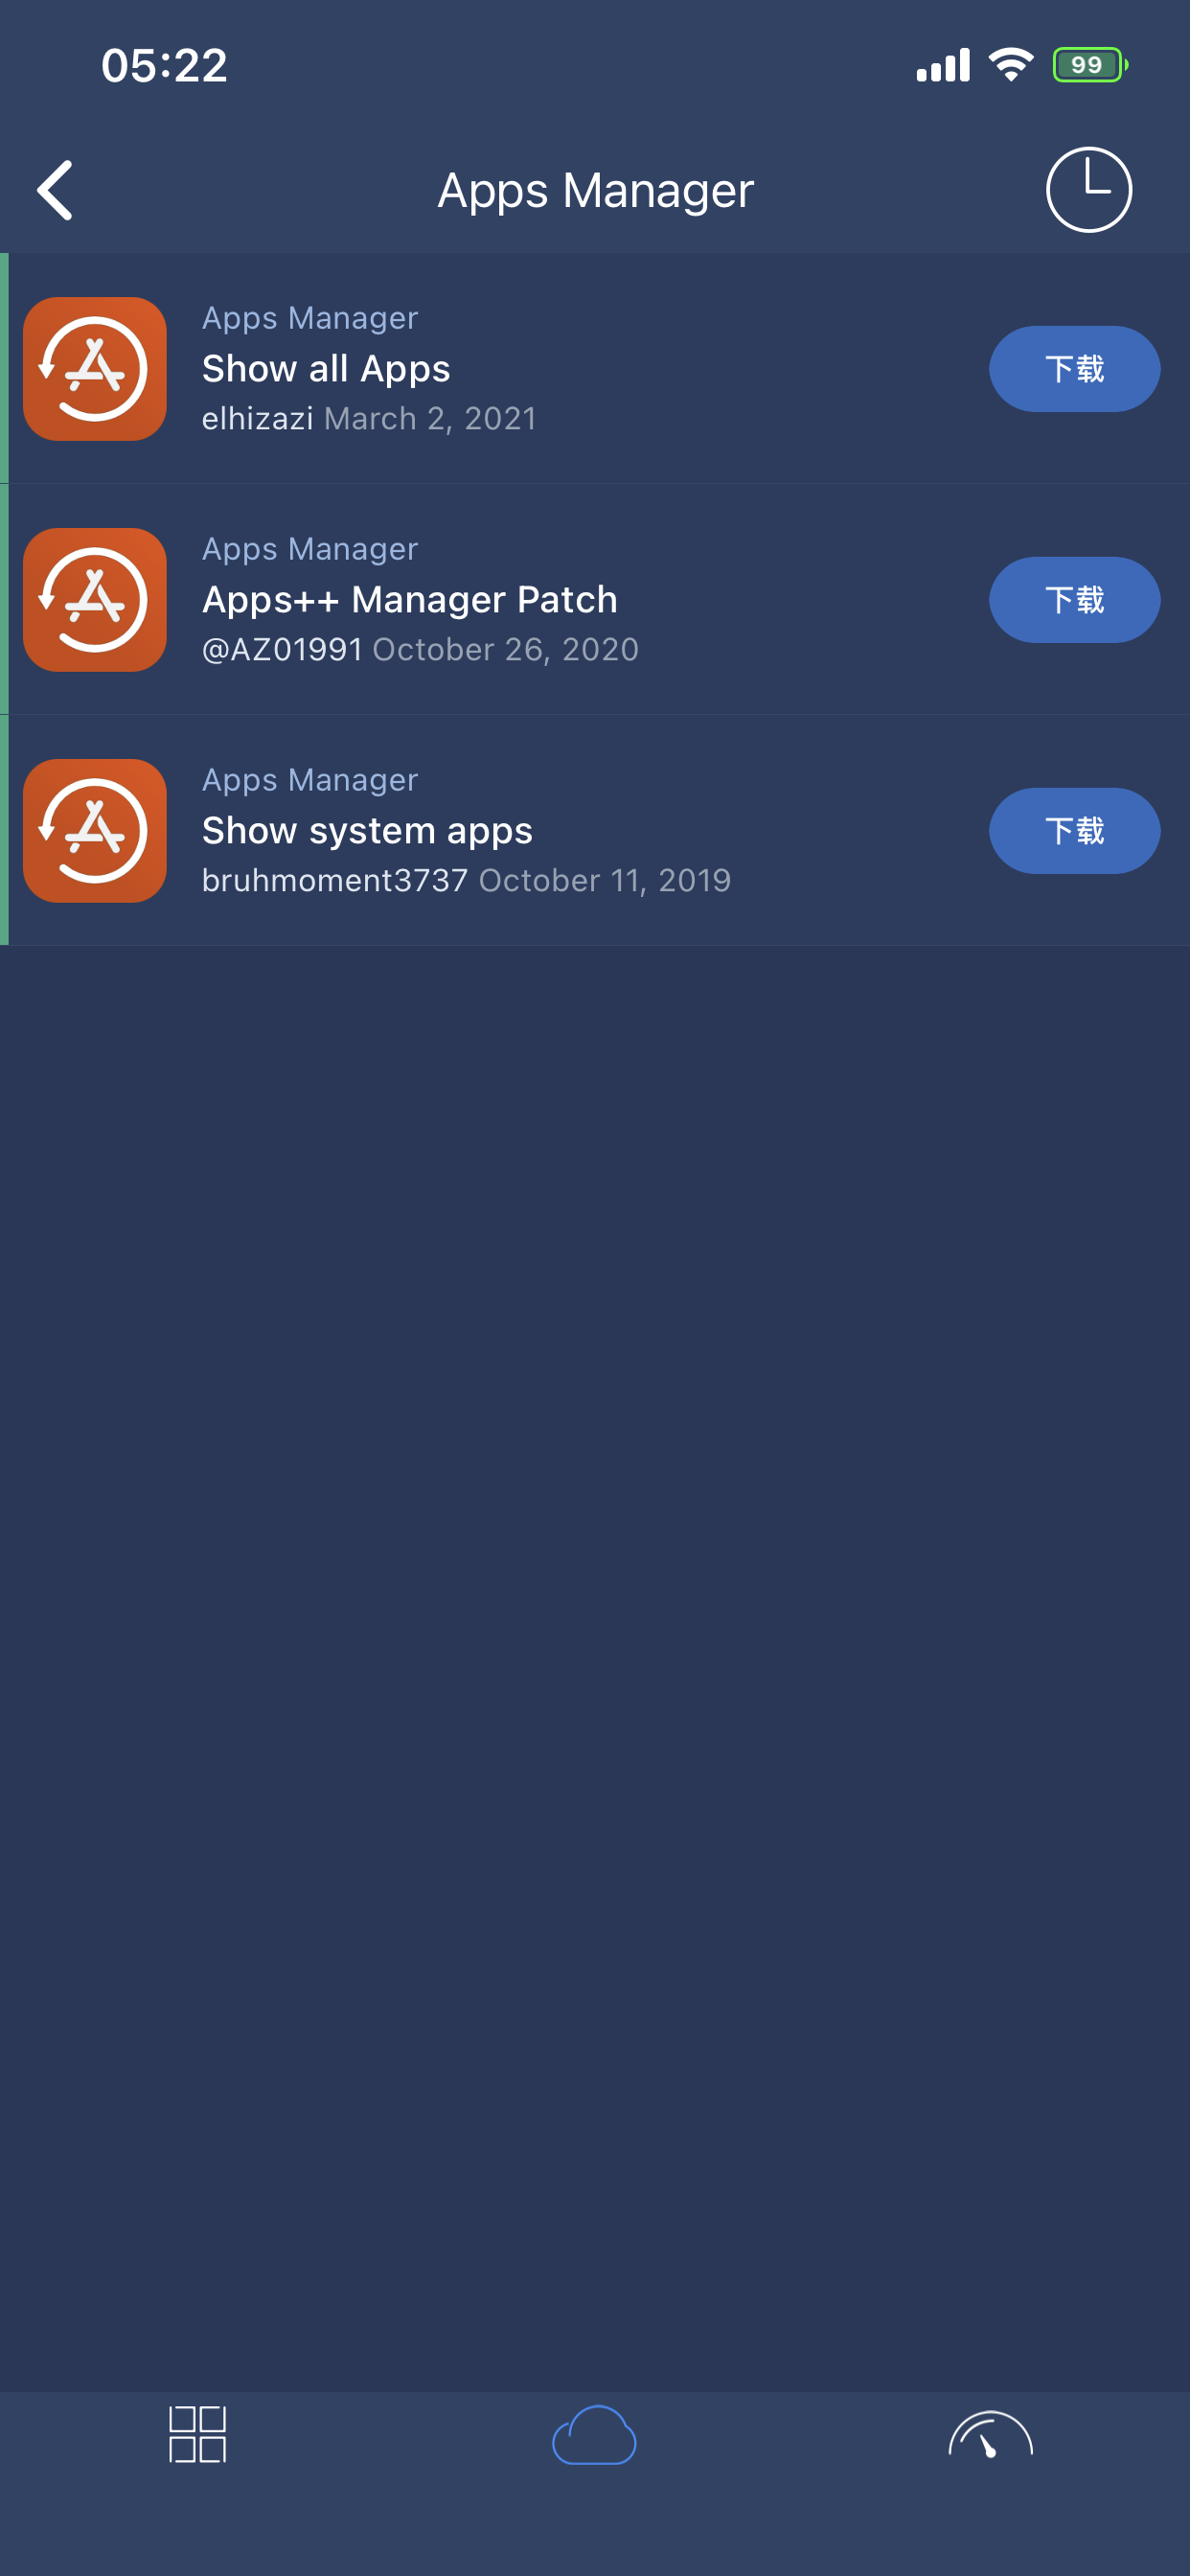 05:22
99
Apps Manager
Apps Manager
Show all Apps
elhizazi March 2, 2021
下载
Apps Manager
Apps++ Manager Patch
@AZ01991 October 26, 2020
下载
Apps Manager
Show system apps
bruhmoment3737 October 11, 2019
下载